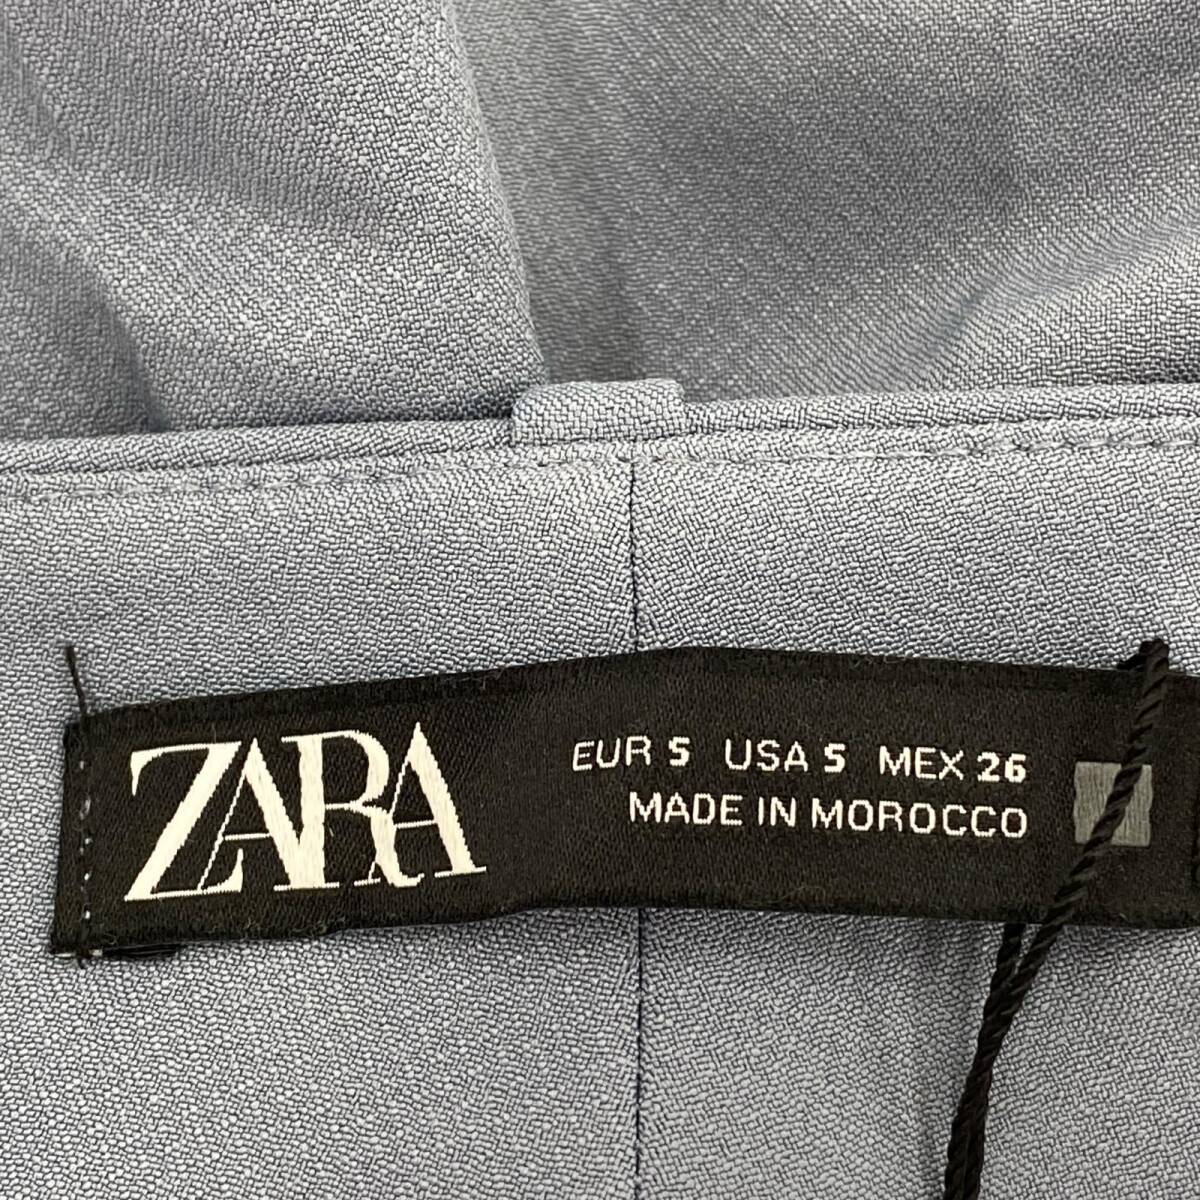 ZARA
EUR S USA S MEX 26
MADE IN MOROCCO